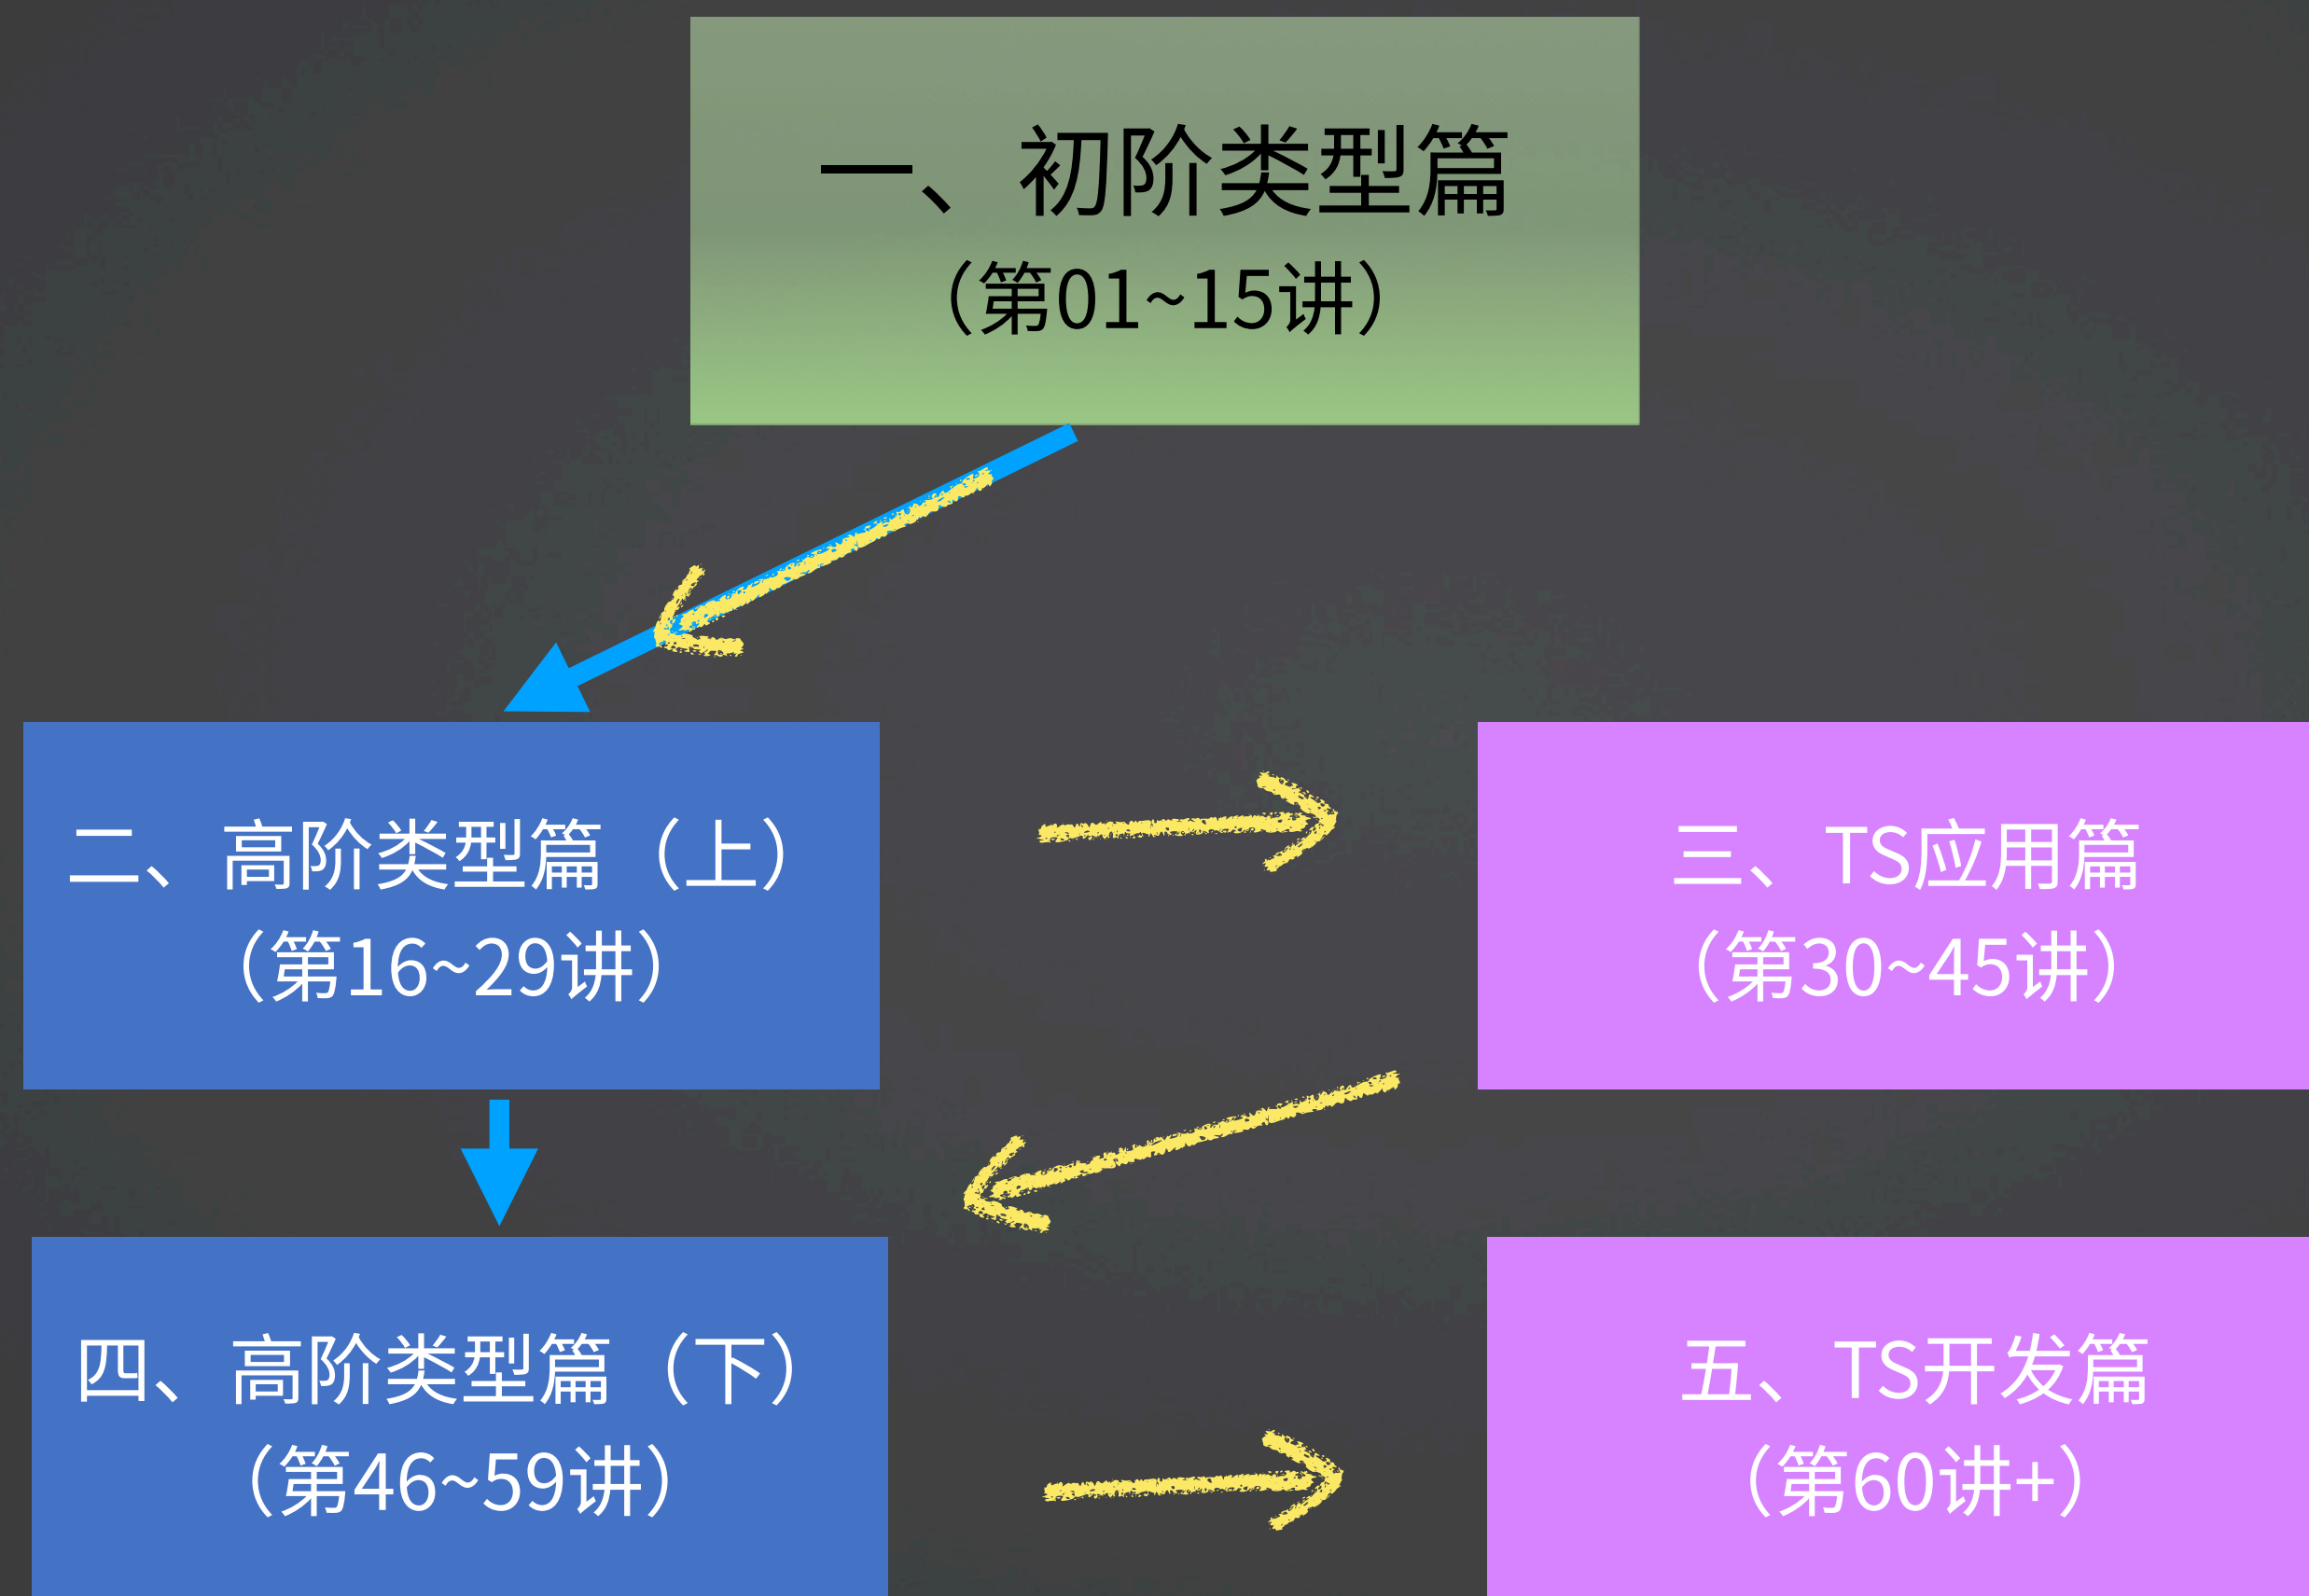 一、初阶类型篇
（第01~15讲）
二、高阶类型篇（上）
（第16~29讲）
三、TS应用篇
（第30~45讲）
四、高阶类型篇（下）
（第46~59讲）
五、TS开发篇
（第60讲+）